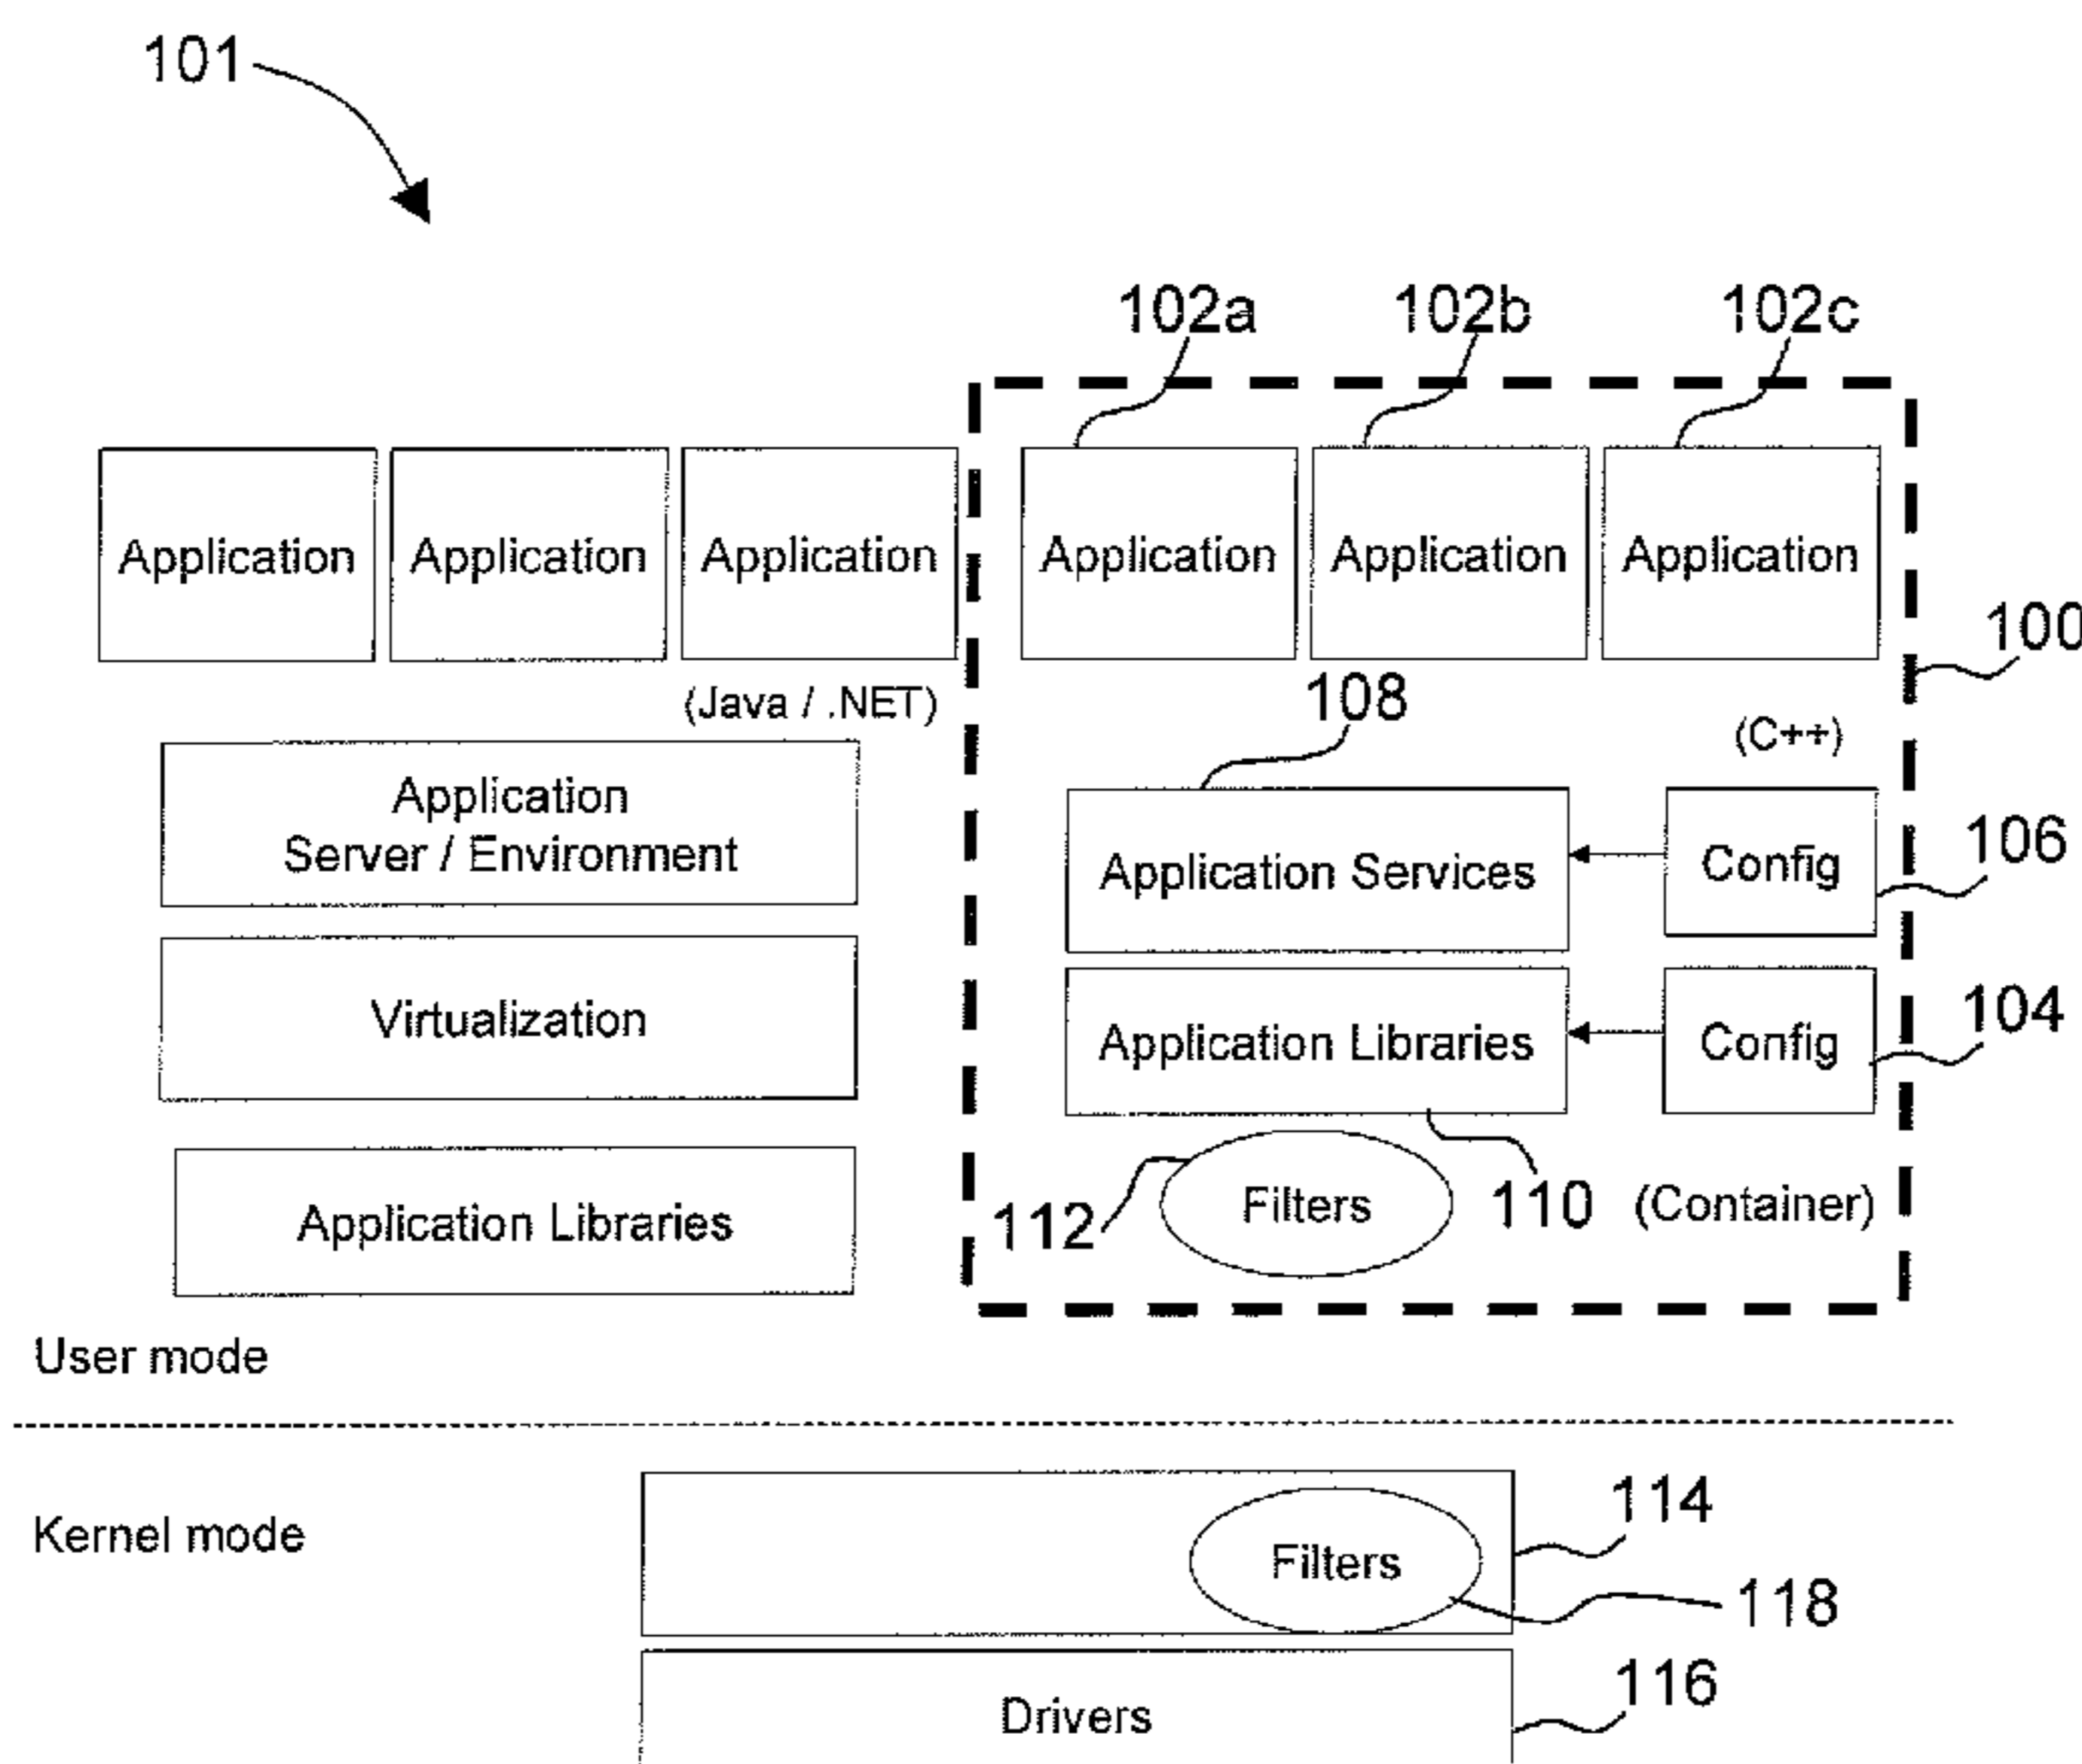 101
102a 102b 102c
Application Application Application Application Application Application
100
(Java / .NET) 108 (C++)
Application
Server / Environment
Application Services Config 106
Virtualization
Application Libraries Config 104
Application Libraries
112 Filters 110 (Container)
User mode
Kernel mode
Filters 114
118
Drivers 116